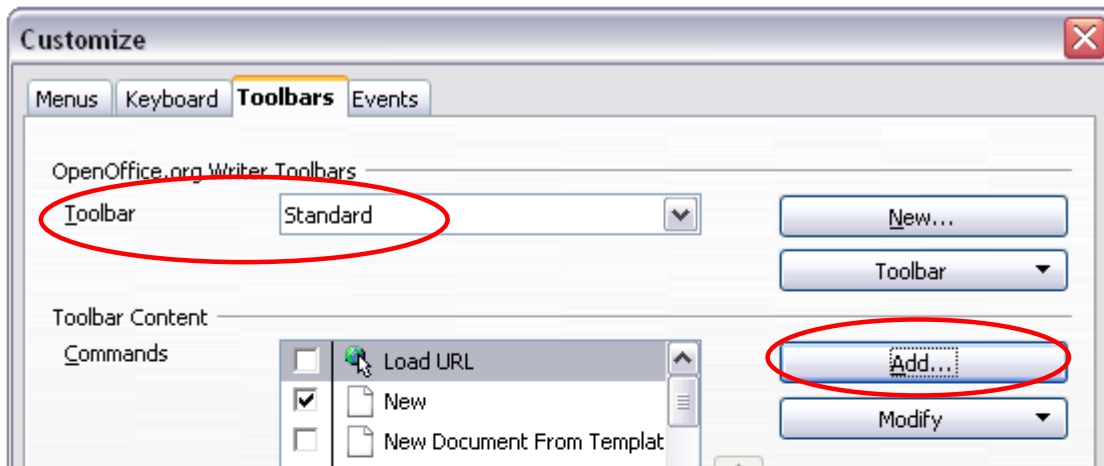 Customize
Menus Keyboard Toolbars Events
OpenOffice.org Writer Toolbars
Toolbar Standard New...
Toolbar
Toolbar Content
Commands Load URL Add...
New
Modify
New Document From Templat